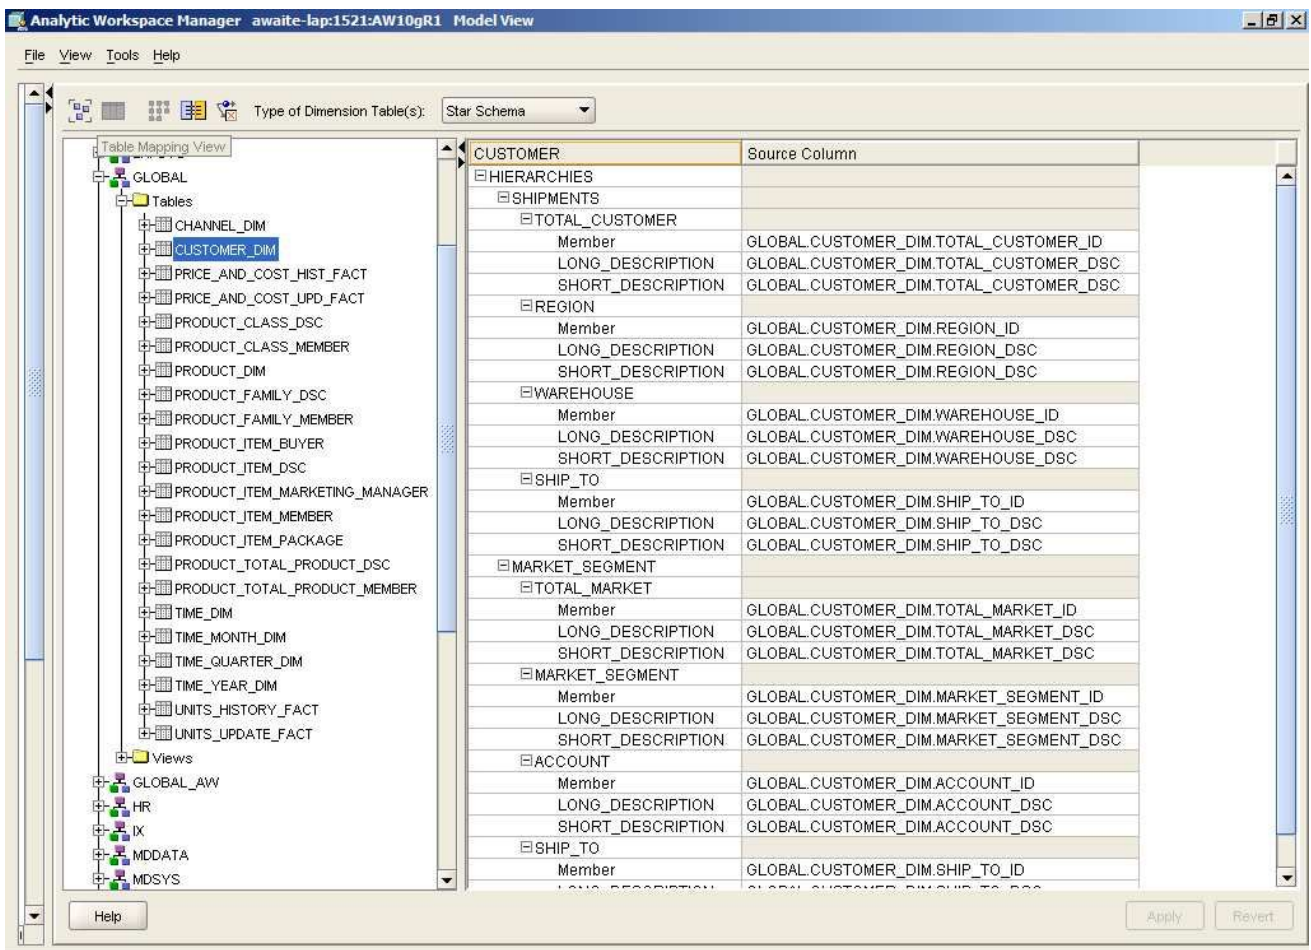 Analytic Workspace Manager awaite-lap:1521:AW10gR1 Model View
File View Tools Help
Type of Dimension Table(s): Star Schema
Table Mapping View
GLOBAL
Tables
CHANNEL_DIM
CUSTOMER_DIM
PRICE_AND_COST_HIST_FACT
PRICE_AND_COST_UPD_FACT
PRODUCT_CLASS_DSC
PRODUCT_CLASS_MEMBER
PRODUCT_DIM
PRODUCT_FAMILY_DSC
PRODUCT_FAMILY_MEMBER
PRODUCT_ITEM_BUYER
PRODUCT_ITEM_DSC
PRODUCT_ITEM_MARKETING_MANAGER
PRODUCT_ITEM_MEMBER
PRODUCT_ITEM_PACKAGE
PRODUCT_TOTAL_PRODUCT_DSC
PRODUCT_TOTAL_PRODUCT_MEMBER
TIME_DIM
TIME_MONTH_DIM
TIME_QUARTER_DIM
TIME_YEAR_DIM
UNITS_HISTORY_FACT
UNITS_UPDATE_FACT
Views
GLOBAL_AW
HR
IX
MDDATA
MDSYS
CUSTOMER Source Column
HIERARCHIES
SHIPMENTS
TOTAL_CUSTOMER
Member GLOBAL.CUSTOMER_DIM.TOTAL_CUSTOMER_ID
LONG_DESCRIPTION GLOBAL.CUSTOMER_DIM.TOTAL_CUSTOMER_DSC
SHORT_DESCRIPTION GLOBAL.CUSTOMER_DIM.TOTAL_CUSTOMER_DSC
REGION
Member GLOBAL.CUSTOMER_DIM.REGION_ID
LONG_DESCRIPTION GLOBAL.CUSTOMER_DIM.REGION_DSC
SHORT_DESCRIPTION GLOBAL.CUSTOMER_DIM.REGION_DSC
WAREHOUSE
Member GLOBAL.CUSTOMER_DIM.WAREHOUSE_ID
LONG_DESCRIPTION GLOBAL.CUSTOMER_DIM.WAREHOUSE_DSC
SHORT_DESCRIPTION GLOBAL.CUSTOMER_DIM.WAREHOUSE_DSC
SHIP_TO
Member GLOBAL.CUSTOMER_DIM.SHIP_TO_ID
LONG_DESCRIPTION GLOBAL.CUSTOMER_DIM.SHIP_TO_DSC
SHORT_DESCRIPTION GLOBAL.CUSTOMER_DIM.SHIP_TO_DSC
MARKET_SEGMENT
TOTAL_MARKET
Member GLOBAL.CUSTOMER_DIM.TOTAL_MARKET_ID
LONG_DESCRIPTION GLOBAL.CUSTOMER_DIM.TOTAL_MARKET_DSC
SHORT_DESCRIPTION GLOBAL.CUSTOMER_DIM.TOTAL_MARKET_DSC
MARKET_SEGMENT
Member GLOBAL.CUSTOMER_DIM.MARKET_SEGMENT_ID
LONG_DESCRIPTION GLOBAL.CUSTOMER_DIM.MARKET_SEGMENT_DSC
SHORT_DESCRIPTION GLOBAL.CUSTOMER_DIM.MARKET_SEGMENT_DSC
ACCOUNT
Member GLOBAL.CUSTOMER_DIM.ACCOUNT_ID
LONG_DESCRIPTION GLOBAL.CUSTOMER_DIM.ACCOUNT_DSC
SHORT_DESCRIPTION GLOBAL.CUSTOMER_DIM.ACCOUNT_DSC
SHIP_TO
Member GLOBAL.CUSTOMER_DIM.SHIP_TO_ID
Help Apply Revert